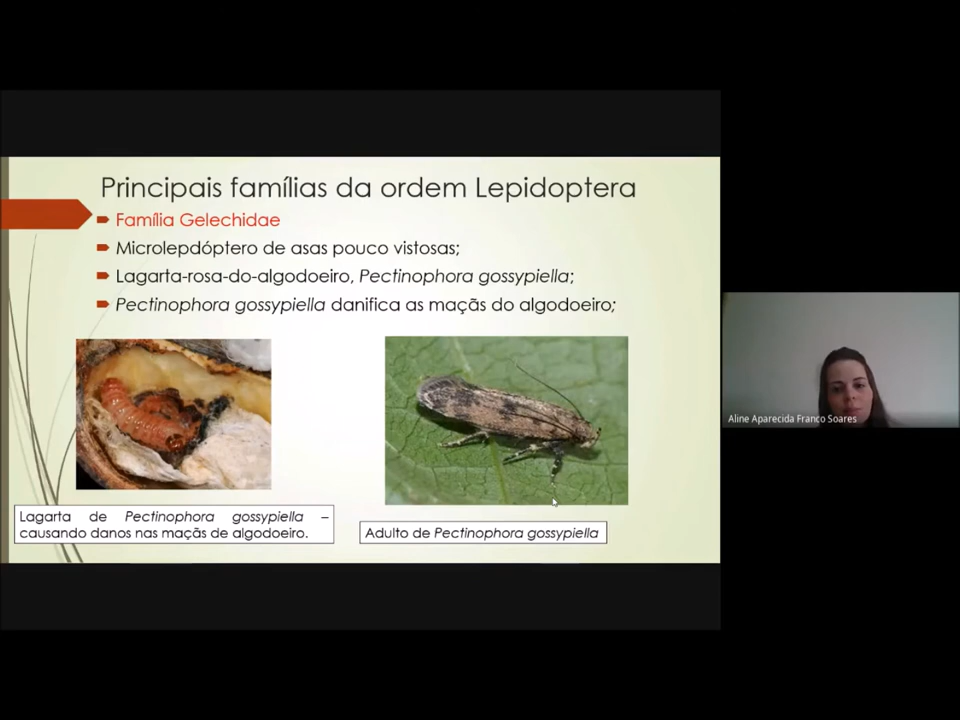 Principais famílias da ordem Lepidoptera
Família Gelechidae
Microlepdóptero de asas pouco vistosas;
Lagarta-rosa-do-algodoeiro, Pectinophora gossypiella;
Pectinophora gossypiella danifica as maçãs do algodoeiro;
Lagarta de Pectinophora gossypiella –
causando danos nas maçãs de algodoeiro.
Adulto de Pectinophora gossypiella
Aline Aparecida Franco Soares